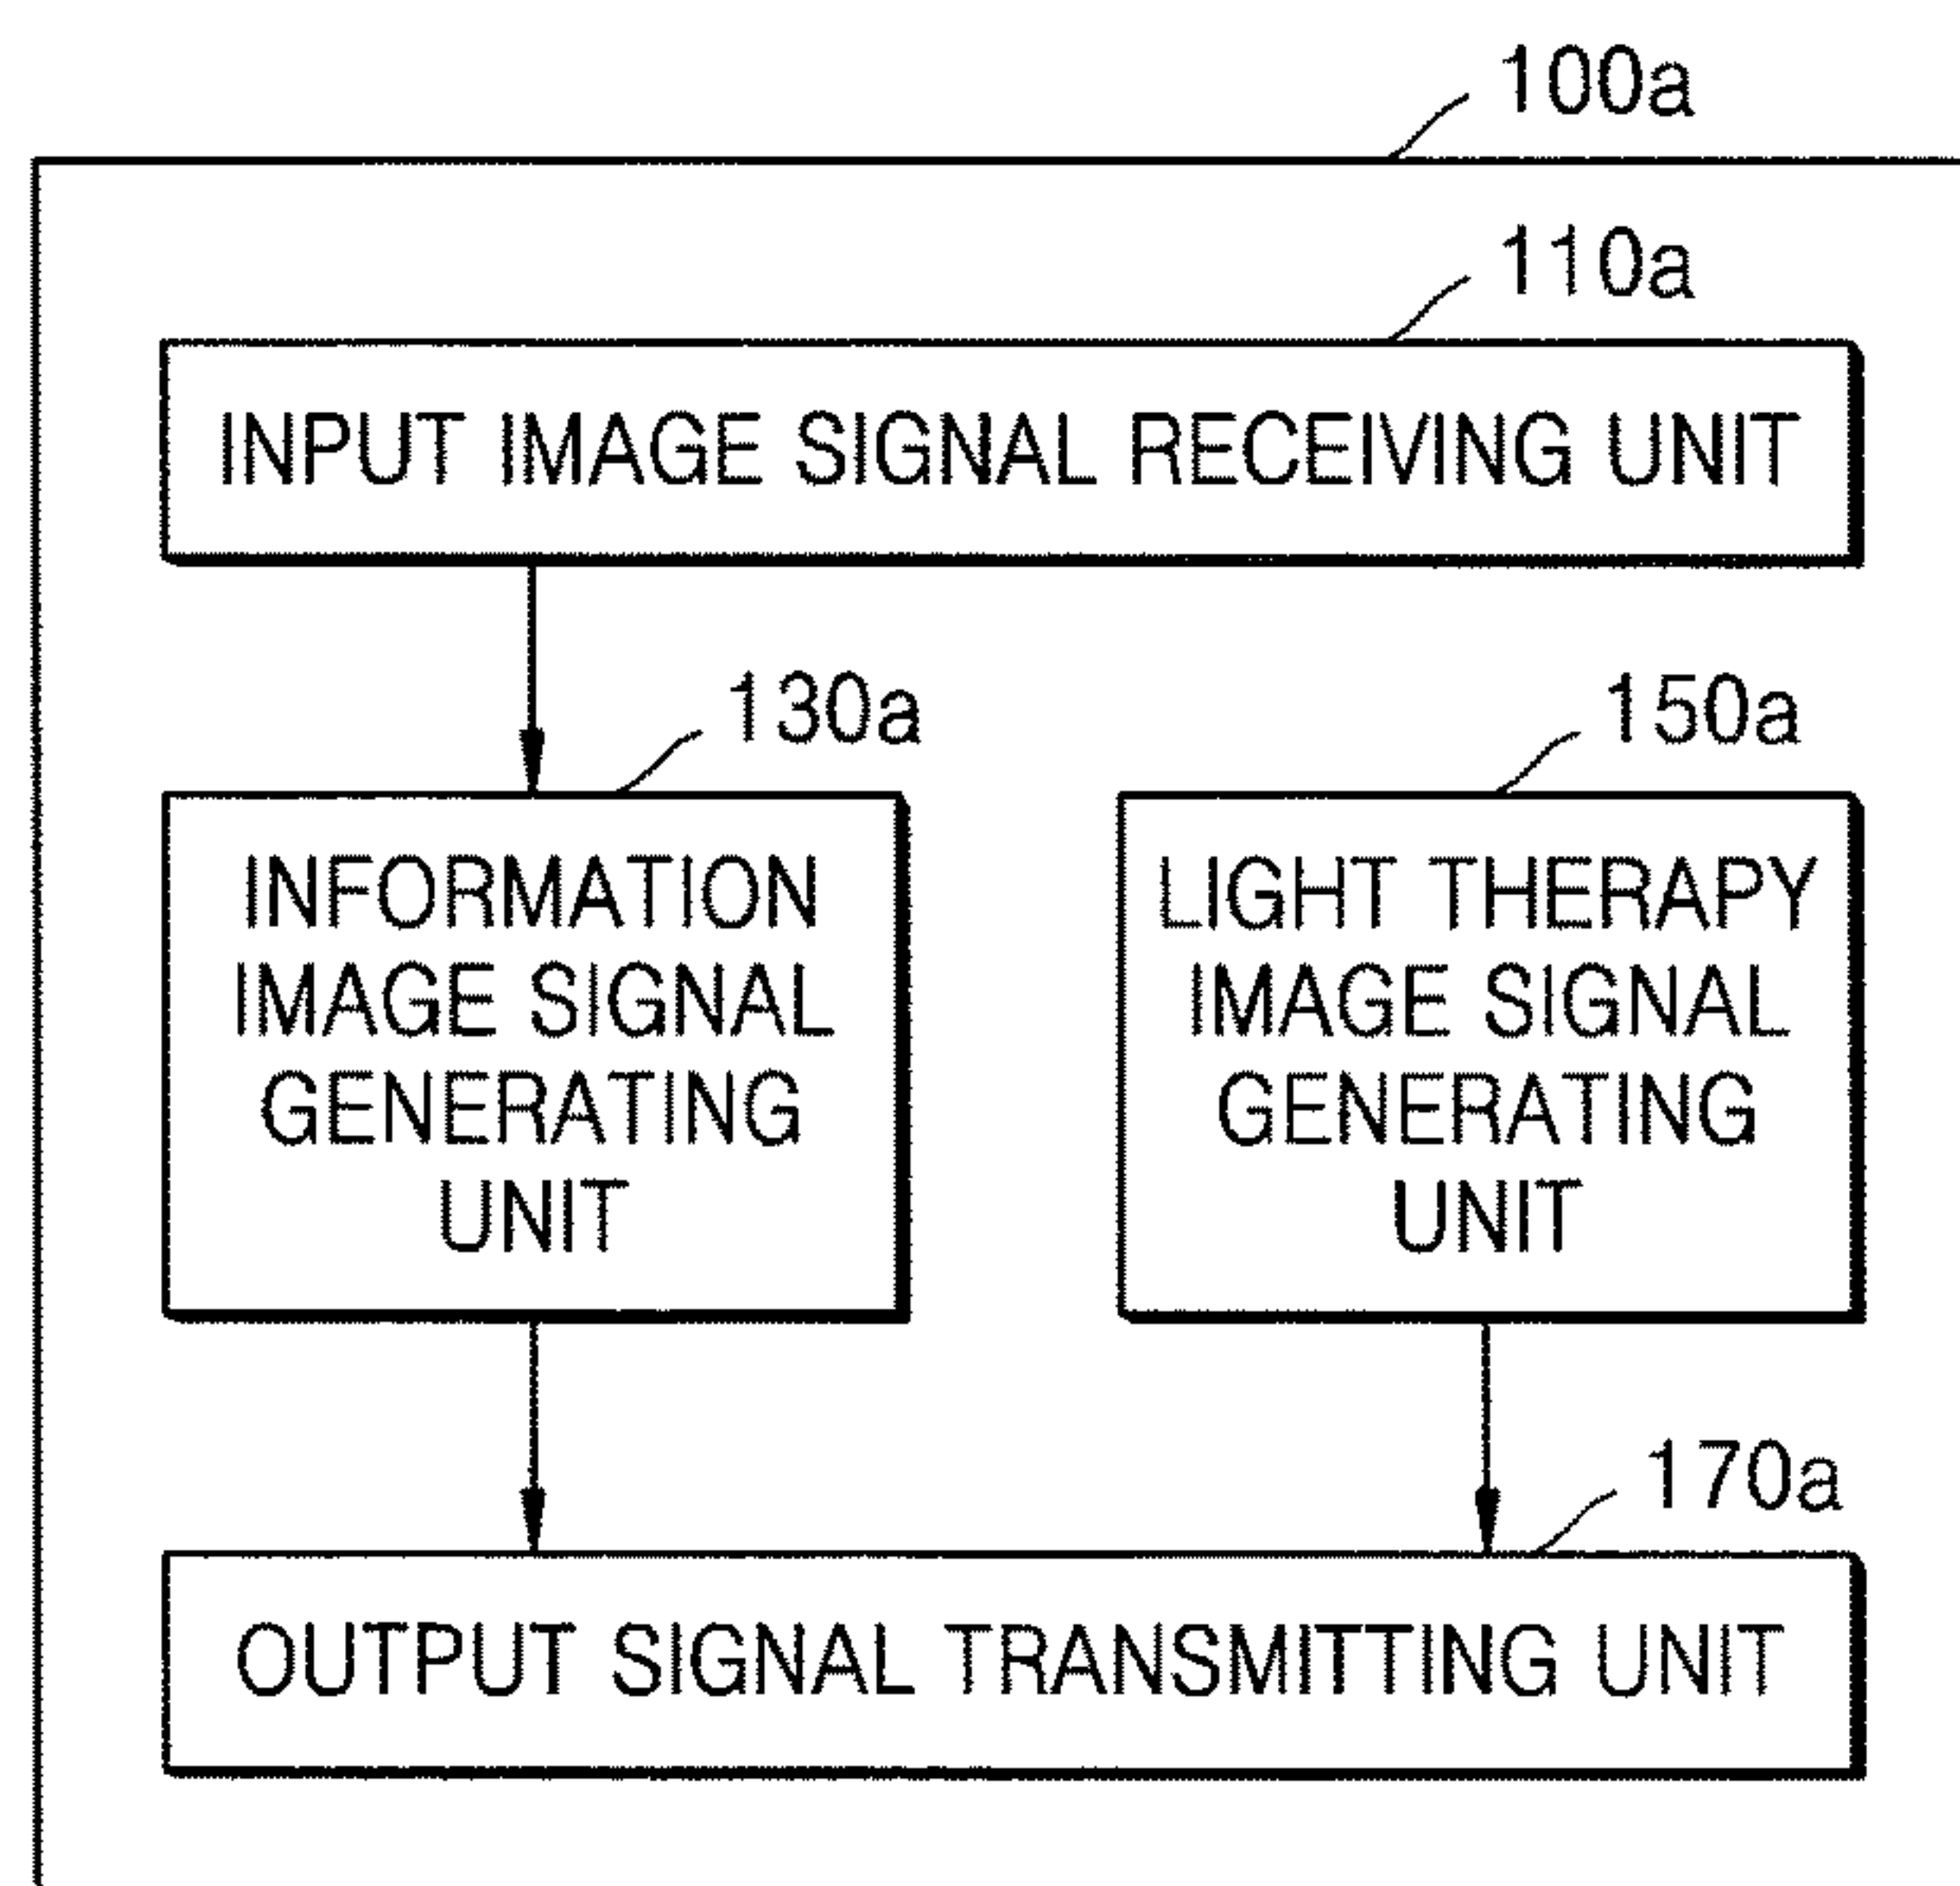 100a
110a
INPUT IMAGE SIGNAL RECEIVING UNIT
130a
150a
INFORMATION
IMAGE SIGNAL
GENERATING
UNIT
LIGHT THERAPY
IMAGE SIGNAL
GENERATING
UNIT
170a
OUTPUT SIGNAL TRANSMITTING UNIT